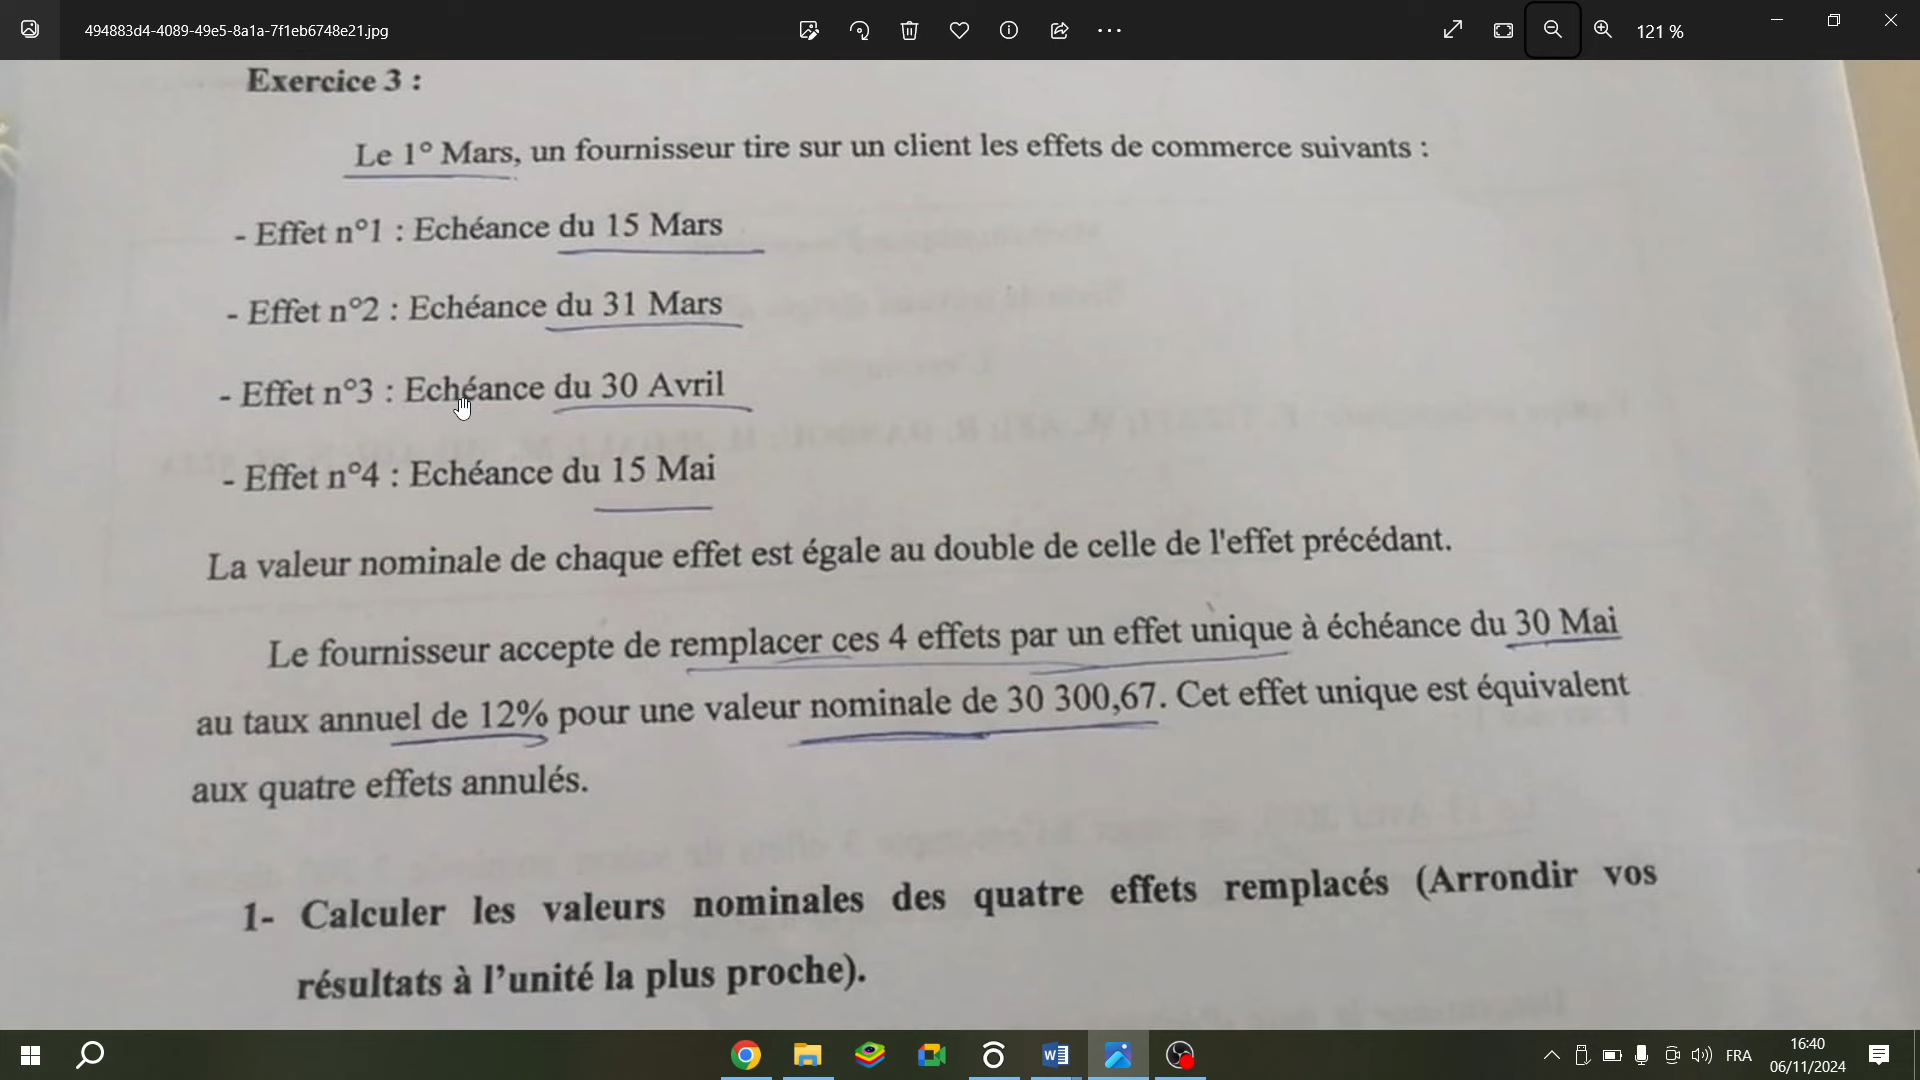 494883d4-4089-49e5-8a1a-7f1eb6748e21.jpg
121 %
Exercice 3 :
Le 1° Mars, un fournisseur tire sur un client les effets de commerce suivants :
- Effet n°1 : Echéance du 15 Mars
- Effet n°2 : Echéance du 31 Mars
- Effet n°3 : Echéance du 30 Avril
- Effet n°4 : Echéance du 15 Mai
La valeur nominale de chaque effet est égale au double de celle de l'effet précédant.
Le fournisseur accepte de remplacer ces 4 effets par un effet unique à échéance du 30 Mai
au taux annuel de 12% pour une valeur nominale de 30 300,67. Cet effet unique est équivalent
aux quatre effets annulés.
1- Calculer les valeurs nominales des quatre effets remplacés (Arrondir vos
résultats à l'unité la plus proche).
FRA
16:40
06/11/2024